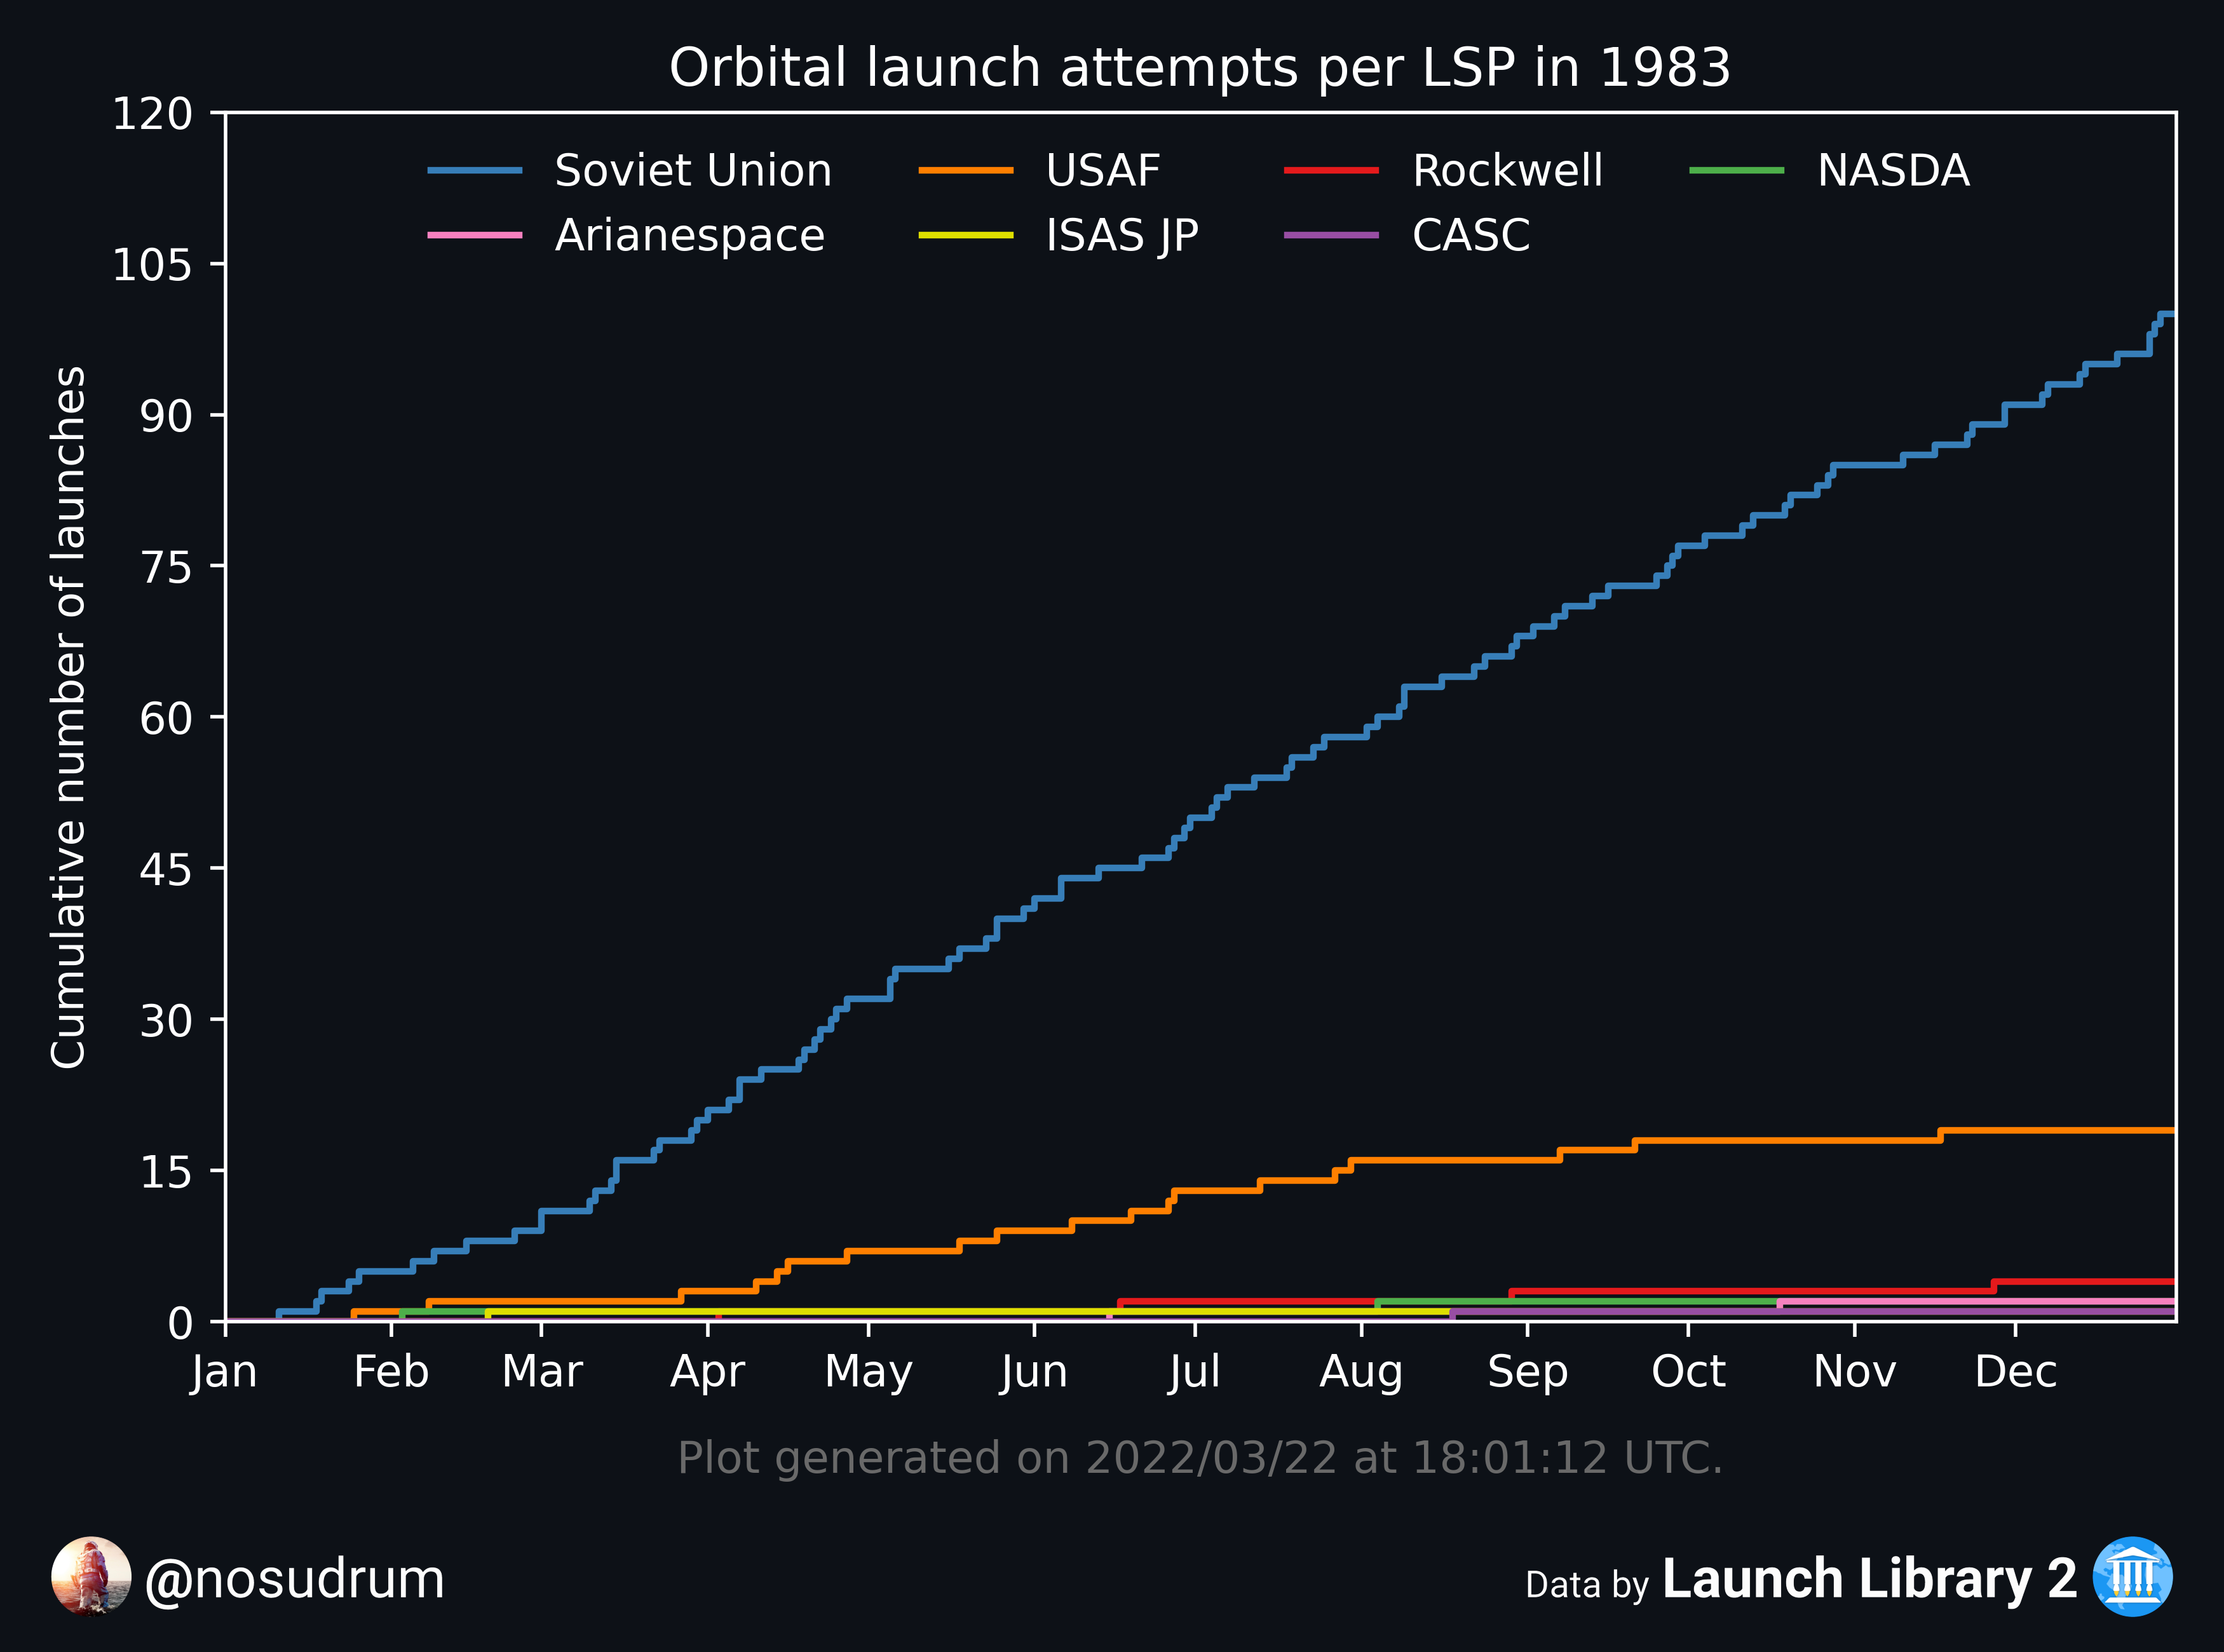 Orbital launch attempts per LSP in 1983
Soviet Union USAF Rockwell NASDA
Arianespace ISAS JP CASC
Cumulative number of launches
120
105
90
75
60
45
30
15
0
Jan Feb Mar Apr May Jun Jul Aug Sep Oct Nov Dec
Plot generated on 2022/03/22 at 18:01:12 UTC.
@nosudrum
Data by Launch Library 2